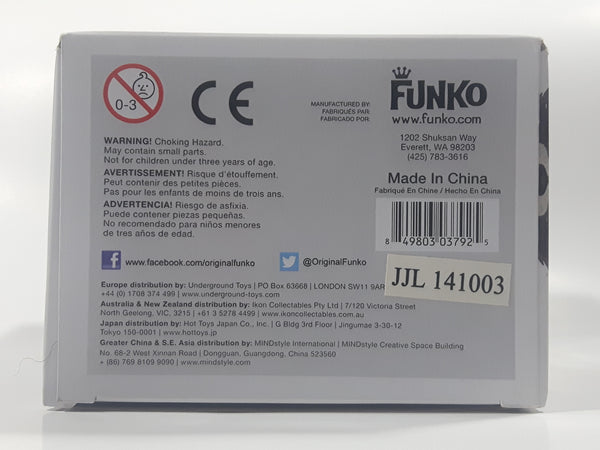 0-3
CE
MANUFACTURED BY:
FABRIQUÉS PAR
FABRICADO POR:
FUNKO
www.funko.com
1202 Shuksan Way
Everett, WA 98203
(425) 783-3616
Made In China
Fabriqué En Chine / Hecho En China
8 49803 03792 5
JJL 141003
WARNING! Choking Hazard.
May contain small parts.
Not for children under three years of age.
AVERTISSEMENT! Risque d'étouffement.
Peut contenir des petites pièces.
Pas pour les enfants de moins de trois ans.
ADVERTENCIA! Riesgo de asfixia.
Puede contener piezas pequeñas.
No recomendado para niños menores
de tres años de edad.
f www.facebook.com/originalfunko
@OriginalFunko
Europe distribution by: Underground Toys | PO Box 63668 | LONDON SW11 9AR
+44 (0) 1708 374 499 | www.underground-toys.com
Australia & New Zealand distribution by: Ikon Collectables Pty Ltd | 7/120 Victoria Street
North Geelong, VIC, 3215 | +61 3 5278 4499 | www.ikoncollectables.com.au
Japan distribution by: Hot Toys Japan Co., Inc. | G Bldg 3rd Floor | Jingumae 3-30-12
Tokyo 150-0001 | www.hottoys.jp
Greater China & S.E. Asia distribution by: MINDstyle International | MINDstyle Creative Space Building
No. 68-2 West Xinnan Road | Dongguan, Guangdong, China 523560
+ (86) 769 8109 9090 | www.mindstyle.com